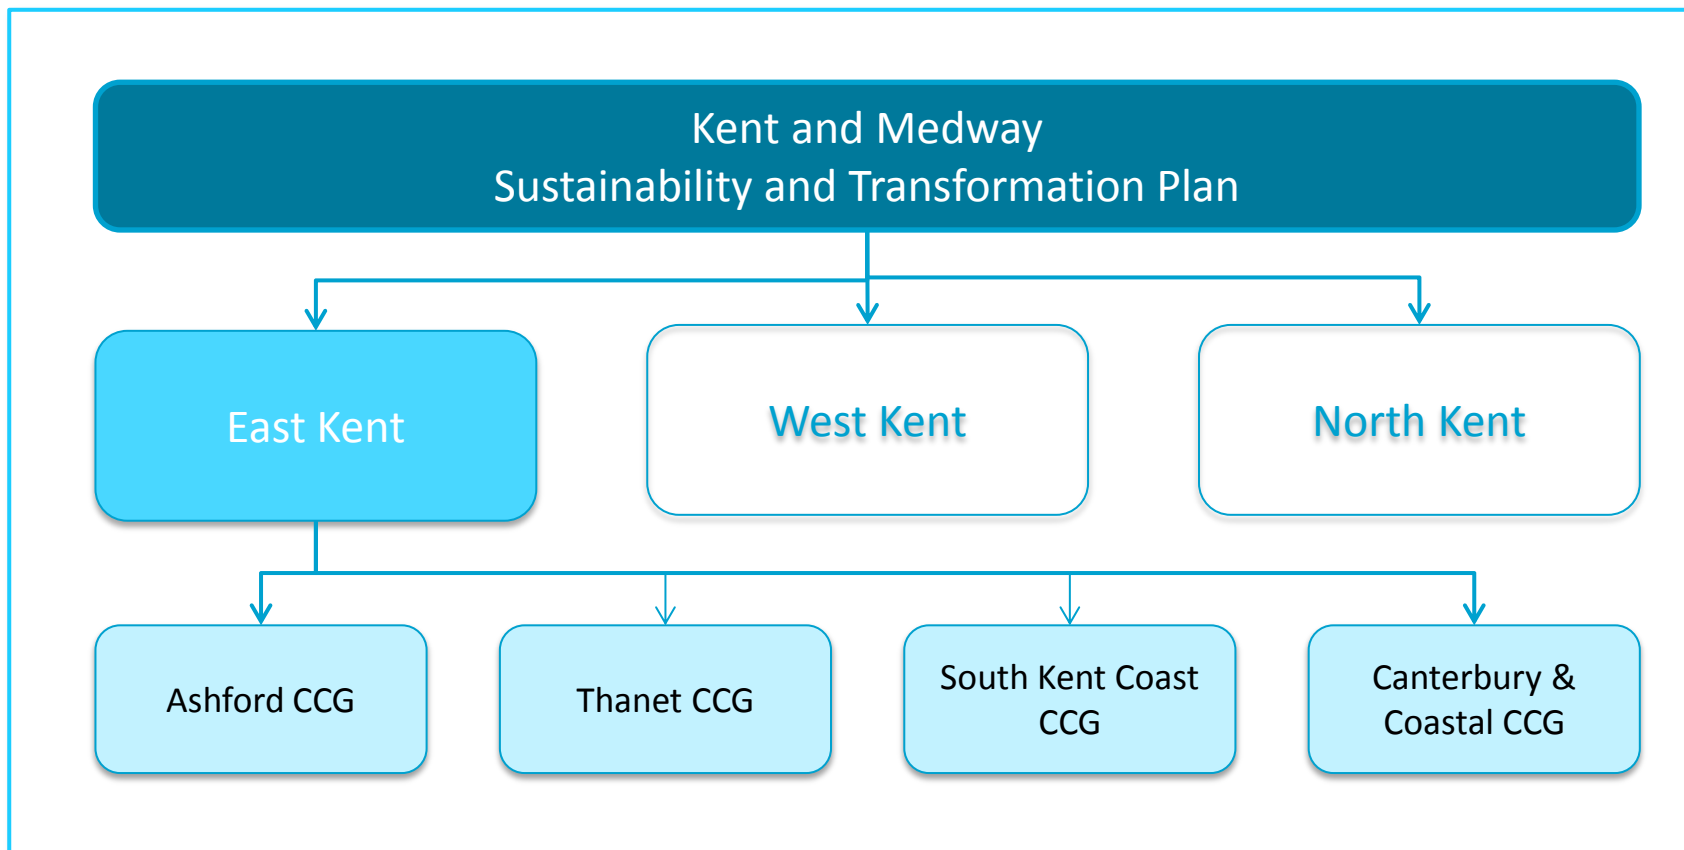 Kent and Medway
Sustainability and Transformation Plan
East Kent
West Kent
North Kent
Ashford CCG
Thanet CCG
South Kent Coast
CCG
Canterbury &
Coastal CCG